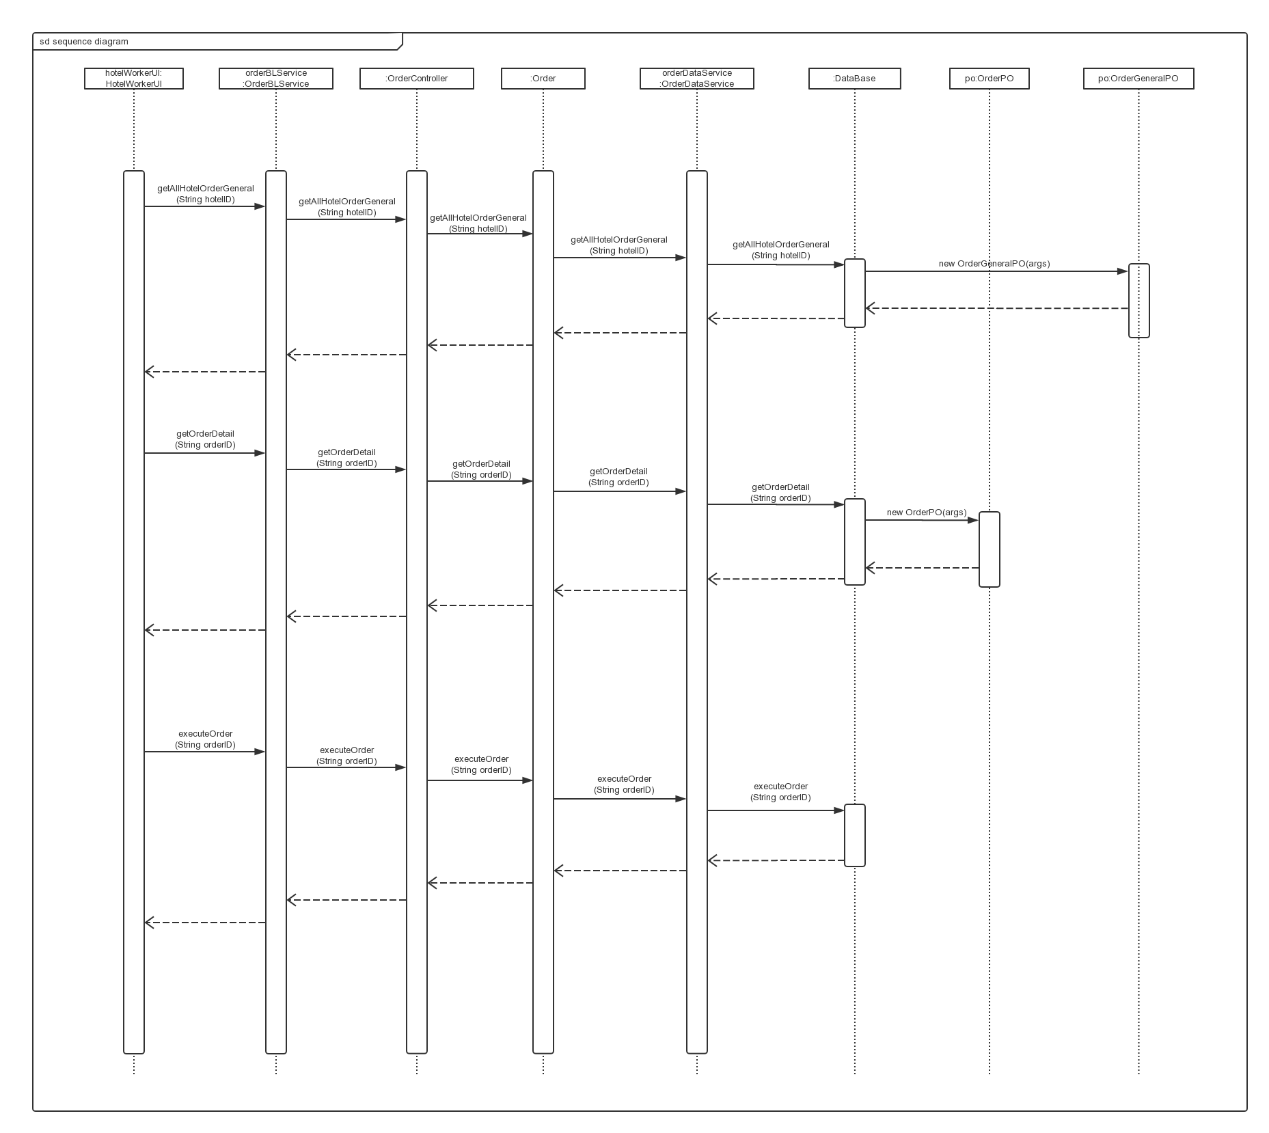 sd sequence diagram
hotelWorkerUI:
HotelWorkerUI
orderBLService
:OrderBLService
:OrderController
:Order
orderDataService
:OrderDataService
:DataBase
po:OrderPO
po:OrderGeneralPO
getAllHotelOrderGeneral
(String hotelID)
getAllHotelOrderGeneral
(String hotelID)
getAllHotelOrderGeneral
(String hotelID)
getAllHotelOrderGeneral
(String hotelID)
getAllHotelOrderGeneral
(String hotelID)
new OrderGeneralPO(args)
getOrderDetail
(String orderID)
getOrderDetail
(String orderID)
getOrderDetail
(String orderID)
getOrderDetail
(String orderID)
getOrderDetail
(String orderID)
new OrderPO(args)
executeOrder
(String orderID)
executeOrder
(String orderID)
executeOrder
(String orderID)
executeOrder
(String orderID)
executeOrder
(String orderID)